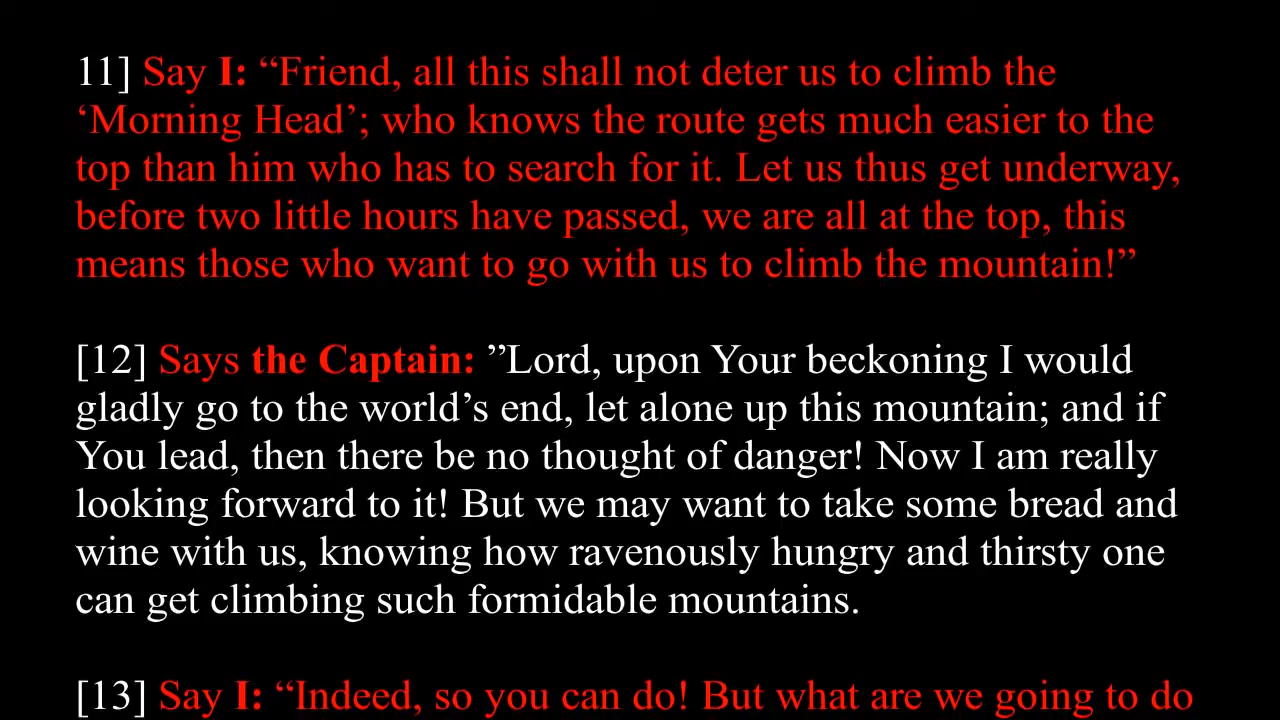 11] Say I: “Friend, all this shall not deter us to climb the
‘Morning Head’; who knows the route gets much easier to the
top than him who has to search for it. Let us thus get underway,
before two little hours have passed, we are all at the top, this
means those who want to go with us to climb the mountain!”
[12] Says the Captain: ”Lord, upon Your beckoning I would
gladly go to the world’s end, let alone up this mountain; and if
You lead, then there be no thought of danger! Now I am really
looking forward to it! But we may want to take some bread and
wine with us, knowing how ravenously hungry and thirsty one
can get climbing such formidable mountains.
[13] Say I: “Indeed, so you can do! But what are we going to do